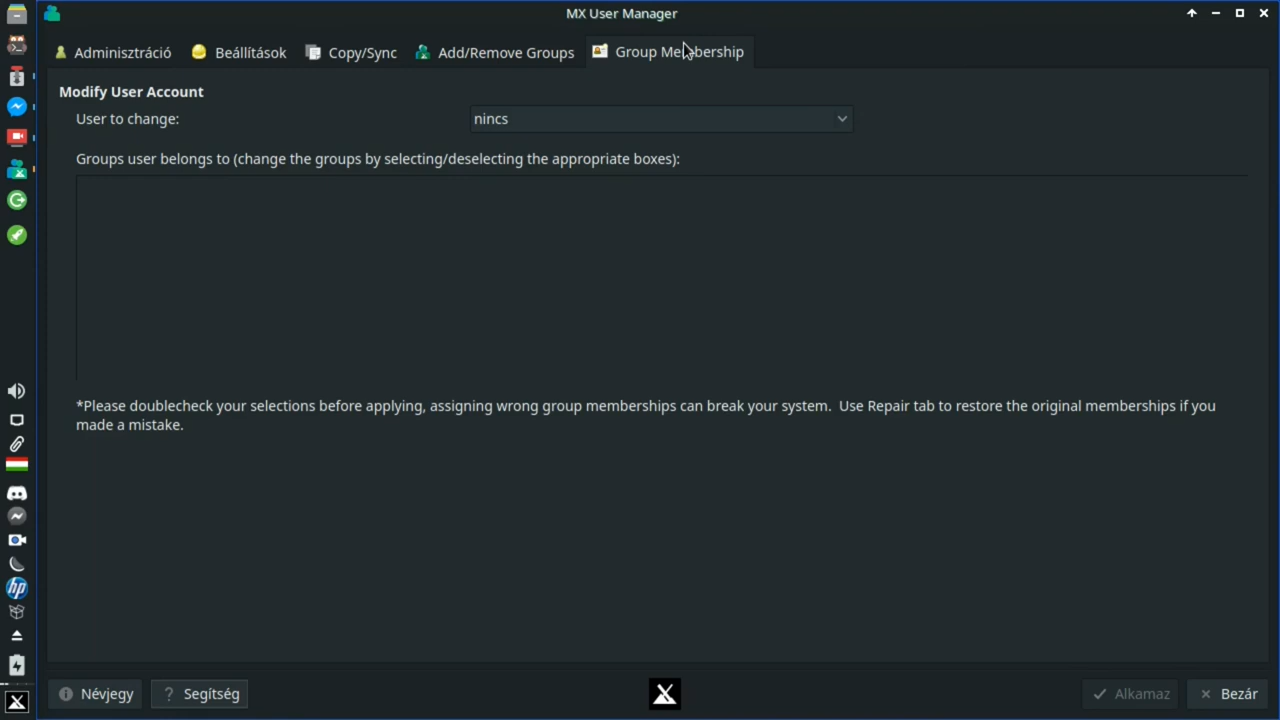 MX User Manager
Adminisztráció Beállítások Copy/Sync Add/Remove Groups Group Membership
Modify User Account
User to change: nincs
Groups user belongs to (change the groups by selecting/deselecting the appropriate boxes):
*Please doublecheck your selections before applying, assigning wrong group memberships can break your system. Use Repair tab to restore the original memberships if you
made a mistake.
hp
Névjegy ? Segítség Alkamaz Bezár